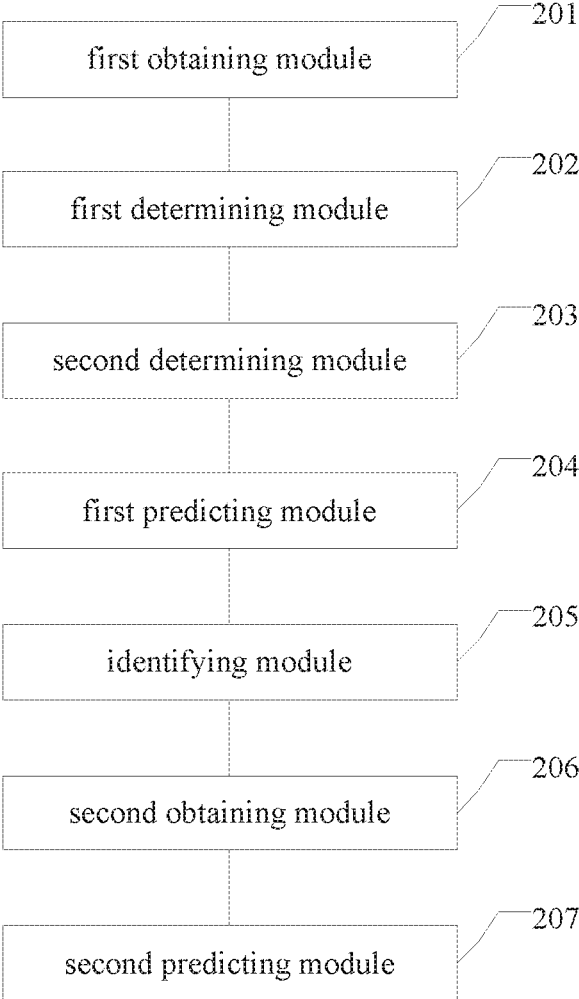 201
first obtaining module
202
first determining module
203
second determining module
204
first predicting module
205
identifying module
206
second obtaining module
207
second predicting module